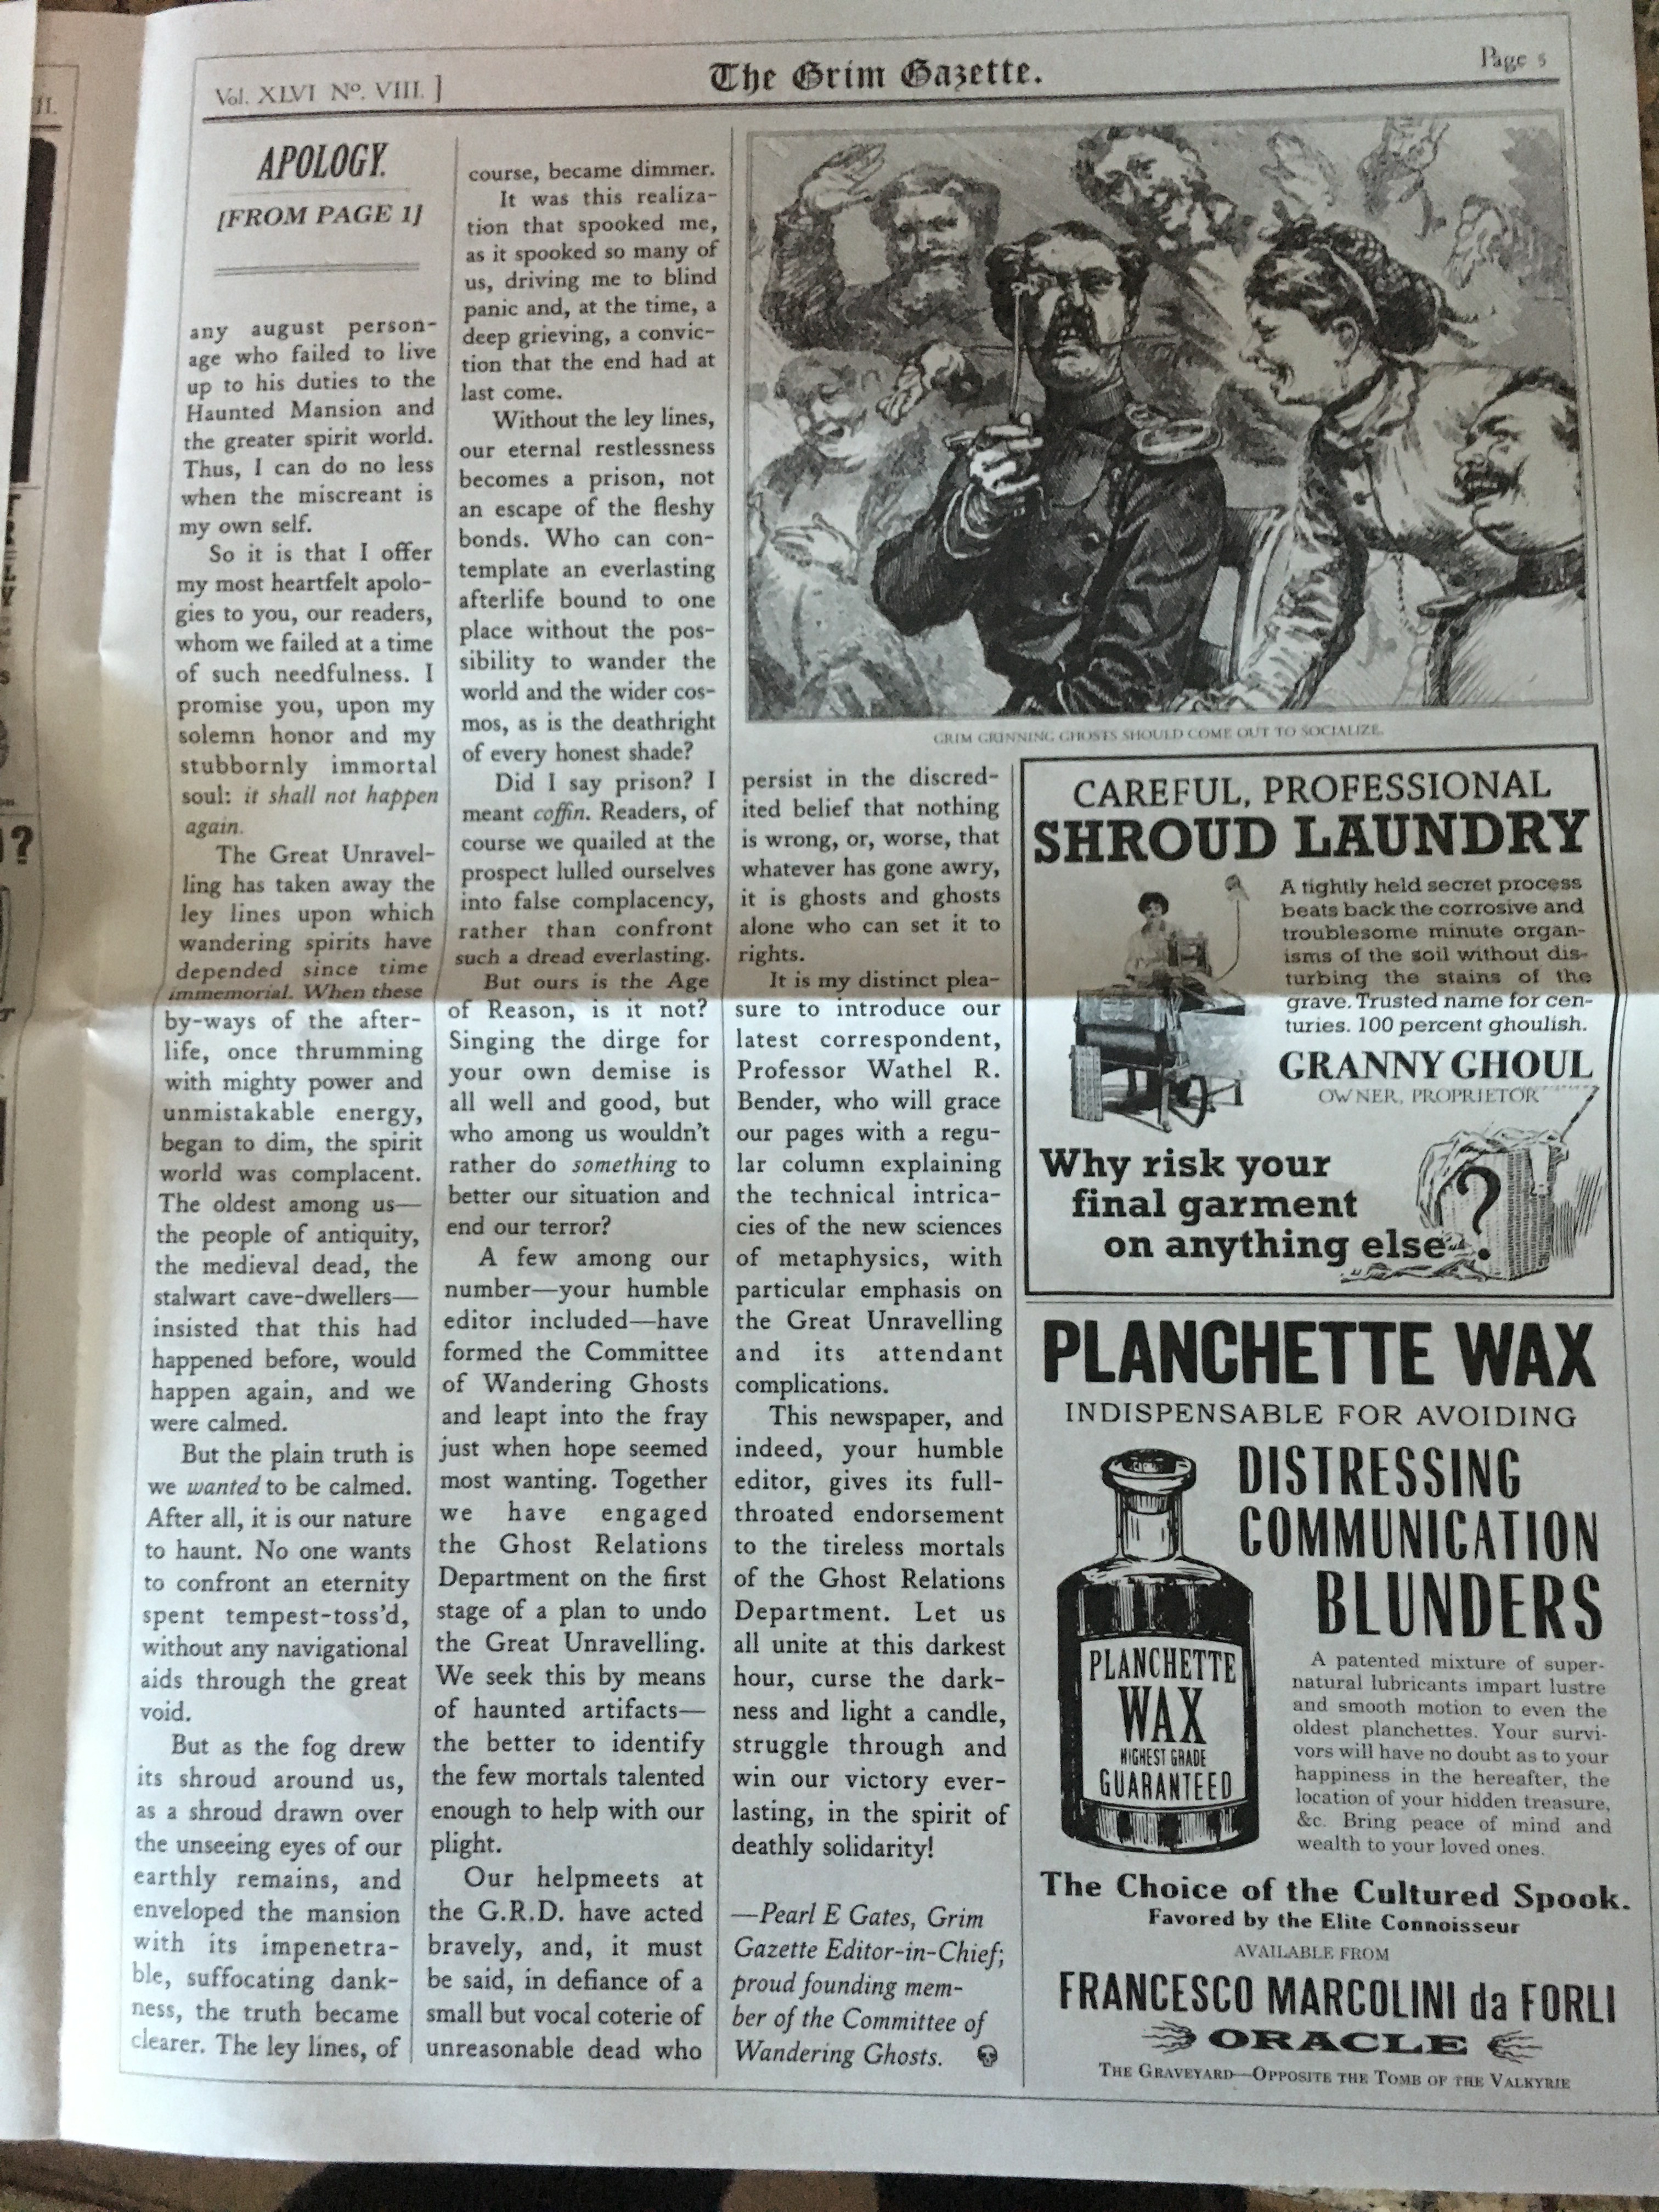 Vol. XLVI No. VIII. ]
The Grim Gazette.
Page 5
APOLOGY.
[FROM PAGE 1]
any august person-
age who failed to live
up to his duties to the
Haunted Mansion and
the greater spirit world.
Thus, I can do no less
when the miscreant is
my own self.
So it is that I offer
my most heartfelt apolo-
gies to you, our readers,
whom we failed at a time
of such needfulness. I
promise you, upon my
solemn honor and my
stubbornly immortal
soul: it shall not happen
again.
The Great Unravel-
ling has taken away the
ley lines upon which
wandering spirits have
depended since time
immemorial. When these
by-ways of the after-
life, once thrumming
with mighty power and
unmistakable energy,
began to dim, the spirit
world was complacent.
The oldest among us—
the people of antiquity,
the medieval dead, the
stalwart cave-dwellers—
insisted that this had
happened before, would
happen again, and we
were calmed.
But the plain truth is
we wanted to be calmed.
After all, it is our nature
to haunt. No one wants
to confront an eternity
spent tempest-toss'd,
without any navigational
aids through the great
void.
But as the fog drew
its shroud around us,
as a shroud drawn over
the unseeing eyes of our
earthly remains, and
enveloped the mansion
with its impenetra-
ble, suffocating dank-
ness, the truth became
clearer. The ley lines, of
course, became dimmer.
It was this realiza-
tion that spooked me,
as it spooked so many of
us, driving me to blind
panic and, at the time, a
deep grieving, a convic-
tion that the end had at
last come.
Without the ley lines,
our eternal restlessness
becomes a prison, not
an escape of the fleshy
bonds. Who can con-
template an everlasting
afterlife bound to one
place without the pos-
sibility to wander the
world and the wider cos-
mos, as is the deathright
of every honest shade?
Did I say prison? I
meant coffin. Readers, of
course we quailed at the
prospect lulled ourselves
into false complacency,
rather than confront
such a dread everlasting.
But ours is the Age
of Reason, is it not?
Singing the dirge for
your own demise is
all well and good, but
who among us wouldn't
rather do something to
better our situation and
end our terror?
A few among our
number—your humble
editor included—have
formed the Committee
of Wandering Ghosts
and leapt into the fray
just when hope seemed
most wanting. Together
we have engaged
the Ghost Relations
Department on the first
stage of a plan to undo
the Great Unravelling.
We seek this by means
of haunted artifacts—
the better to identify
the few mortals talented
enough to help with our
plight.
Our helpmeets at
the G.R.D. have acted
bravely, and, it must
be said, in defiance of a
small but vocal coterie of
unreasonable dead who
GRIM GRINNING GHOSTS SHOULD COME OUT TO SOCIALIZE.
persist in the discred-
ited belief that nothing
is wrong, or, worse, that
whatever has gone awry,
it is ghosts and ghosts
alone who can set it to
rights.
It is my distinct plea-
sure to introduce our
latest correspondent,
Professor Wathel R.
Bender, who will grace
our pages with a regu-
lar column explaining
the technical intrica-
cies of the new sciences
of metaphysics, with
particular emphasis on
the Great Unravelling
and its attendant
complications.
This newspaper, and
indeed, your humble
editor, gives its full-
throated endorsement
to the tireless mortals
of the Ghost Relations
Department. Let us
all unite at this darkest
hour, curse the dark-
ness and light a candle,
struggle through and
win our victory ever-
lasting, in the spirit of
deathly solidarity!
—Pearl E Gates, Grim
Gazette Editor-in-Chief;
proud founding mem-
ber of the Committee of
Wandering Ghosts.
CAREFUL, PROFESSIONAL
SHROUD LAUNDRY
A tightly held secret process
beats back the corrosive and
troublesome minute organ-
isms of the soil without dis-
turbing the stains of the
grave. Trusted name for cen-
turies. 100 percent ghoulish.
GRANNY GHOUL
OWNER, PROPRIETOR
Why risk your
final garment
on anything else
?
PLANCHETTE WAX
INDISPENSABLE FOR AVOIDING
DISTRESSING
COMMUNICATION
BLUNDERS
PLANCHETTE
WAX
HIGHEST GRADE
GUARANTEED
A patented mixture of super-
natural lubricants impart lustre
and smooth motion to even the
oldest planchettes. Your survi-
vors will have no doubt as to your
happiness in the hereafter, the
location of your hidden treasure,
&c. Bring peace of mind and
wealth to your loved ones.
The Choice of the Cultured Spook.
Favored by the Elite Connoisseur
AVAILABLE FROM
FRANCESCO MARCOLINI da FORLI
ORACLE
THE GRAVEYARD—OPPOSITE THE TOMB OF THE VALKYRIE